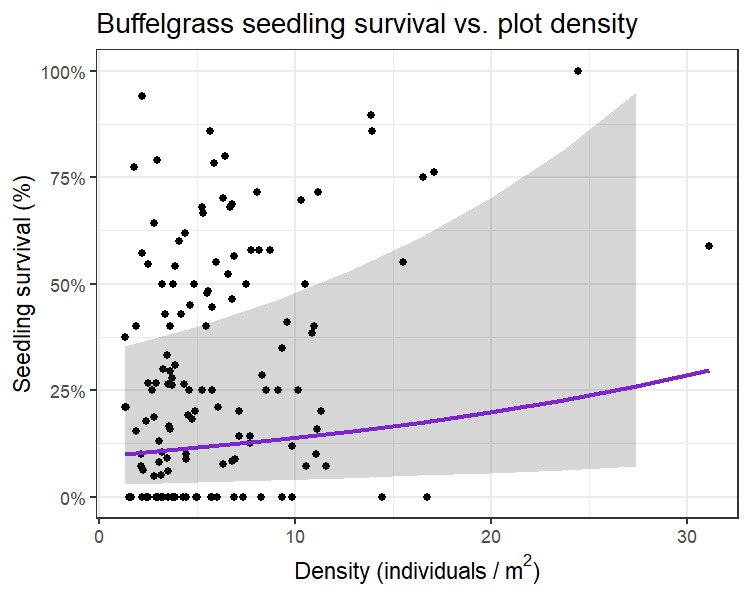 Buffelgrass seedling survival vs. plot density
100%
75%
50%
25%
0%
Seedling survival (%)
0 10 20 30
Density (individuals / m²)